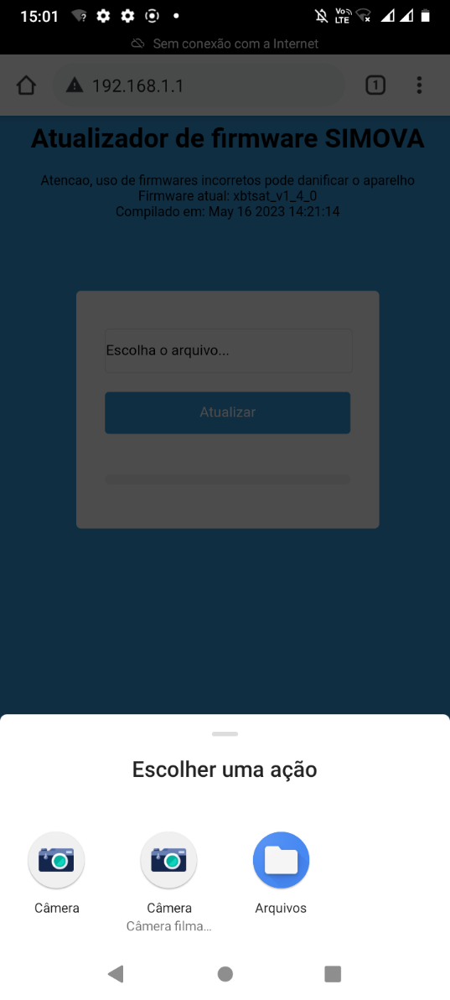 15:01
Vo LTE
Sem conexão com a Internet
192.168.1.1
1
Atualizador de firmware SIMOVA
Atencao, uso de firmwares incorretos pode danificar o aparelho
Firmware atual: xbtsat_v1_4_0
Compilado em: May 16 2023 14:21:14
Escolha o arquivo...
Atualizar
Escolher uma ação
Câmera
Câmera
Arquivos
Câmera filma...